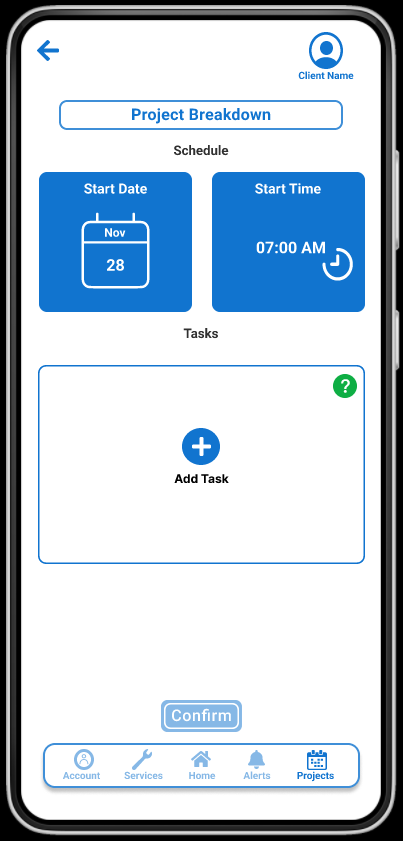 Client Name
Project Breakdown
Schedule
Start Date
Start Time
Nov
28
07:00 AM
Tasks
?
Add Task
Confirm
Account
Services
Home
Alerts
Projects